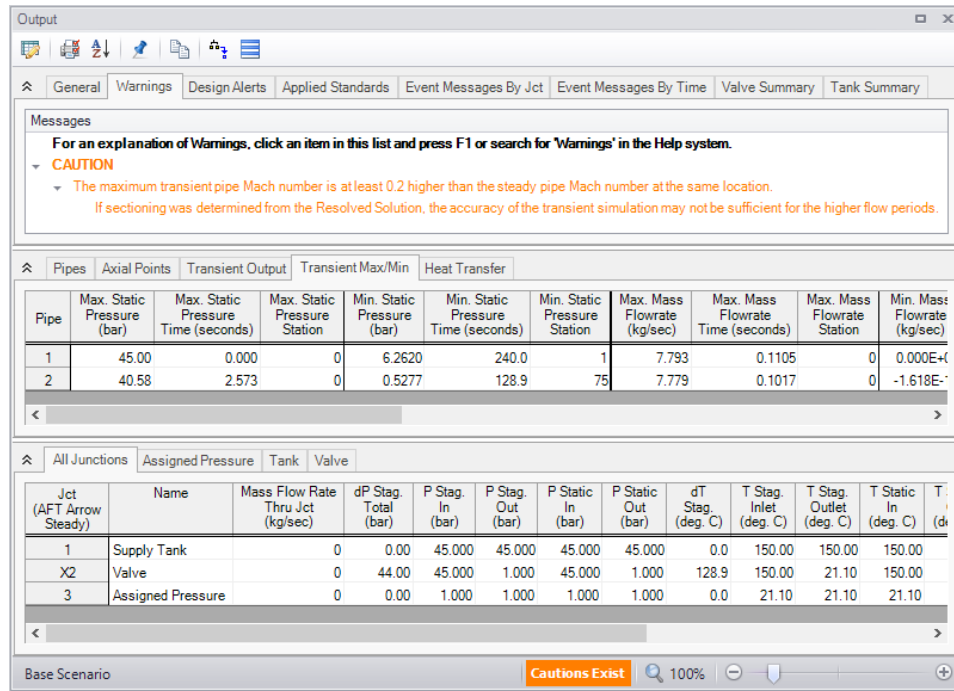 Output
General Warnings Design Alerts Applied Standards Event Messages By Jct Event Messages By Time Valve Summary Tank Summary
Messages
For an explanation of Warnings, click an item in this list and press F1 or search for 'Warnings' in the Help system.
CAUTION
The maximum transient pipe Mach number is at least 0.2 higher than the steady pipe Mach number at the same location.
If sectioning was determined from the Resolved Solution, the accuracy of the transient simulation may not be sufficient for the higher flow periods.
Pipes Axial Points Transient Output Transient Max/Min Heat Transfer
Pipe
Max. Static Pressure (bar)
Max. Static Pressure Time (seconds)
Max. Static Pressure Station
Min. Static Pressure (bar)
Min. Static Pressure Time (seconds)
Min. Static Pressure Station
Max. Mass Flowrate (kg/sec)
Max. Mass Flowrate Time (seconds)
Max. Mass Flowrate Station
Min. Mass Flowrate (kg/sec)
1 45.00 0.000 0 6.2620 240.0 1 7.793 0.1105 0
2 40.58 2.573 0 0.5277 128.9 75 7.779 0.1017 0
All Junctions Assigned Pressure Tank Valve
Jct (AFT Arrow Steady)
Name
Mass Flow Rate Thru Jct (kg/sec)
dP Stag. Total (bar)
P Stag. In (bar)
P Stag. Out (bar)
P Static In (bar)
P Static Out (bar)
dT Stag. (deg. C)
T Stag. Inlet (deg. C)
T Stag. Outlet (deg. C)
T Static In (deg. C)
1 Supply Tank 0 0.00 45.000 45.000 45.000 45.000 0.0 150.00 150.00 150.00
X2 Valve 0 44.00 45.000 1.000 45.000 1.000 128.9 150.00 21.10 150.00
3 Assigned Pressure 0 0.00 1.000 1.000 1.000 1.000 0.0 21.10 21.10 21.10
Base Scenario Cautions Exist 100%